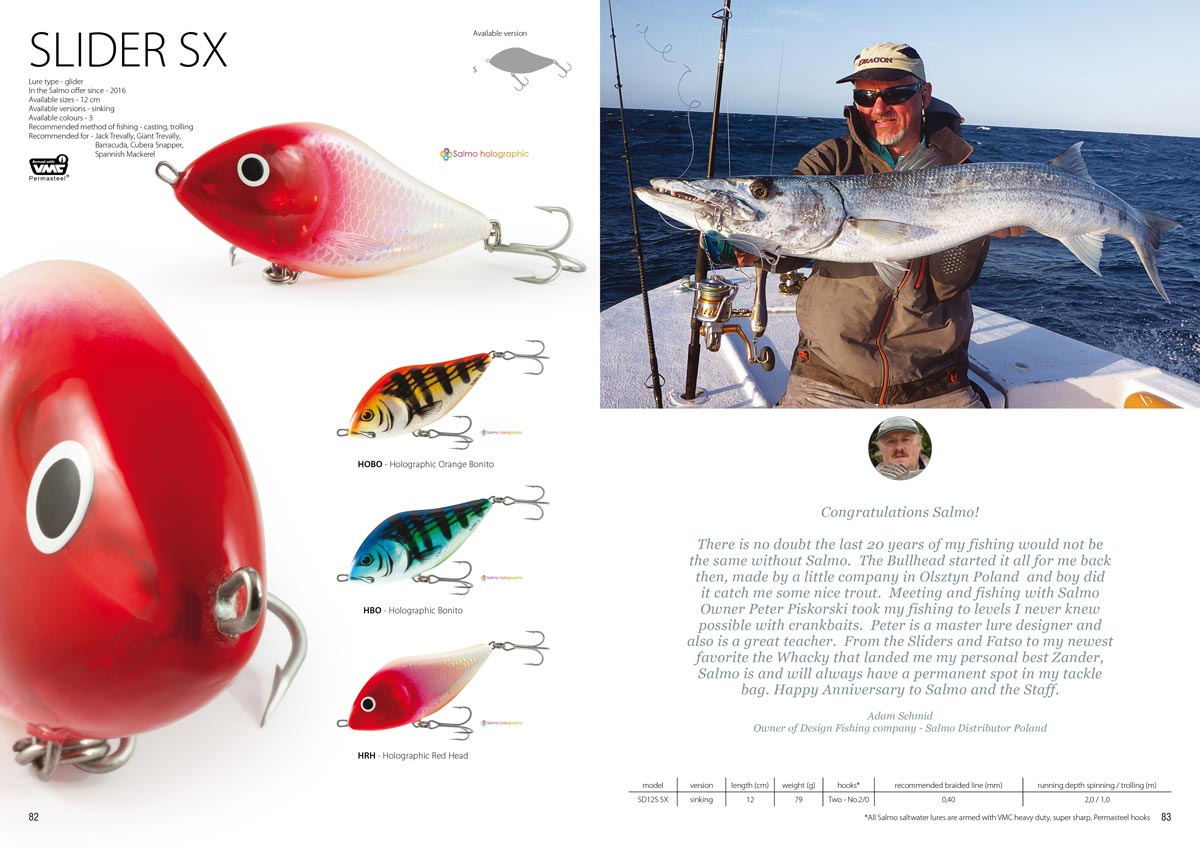 SLIDER SX
Lure type - glider
In the Salmo offer since - 2016
Available sizes - 12 cm
Available versions - sinking
Available colours - 3
Recommended method of fishing - casting, trolling
Recommended for - Jack Trevally, Giant Trevally,
Barracuda, Cubera Snapper,
Spannish Mackerel
Armed with
VMC
Permasteel®
Available version
S
Salmo holographic
Salmo holographic
HOBO - Holographic Orange Bonito
Salmo holographic
HBO - Holographic Bonito
Salmo holographic
HRH - Holographic Red Head
82
DRAGON
Congratulations Salmo!
There is no doubt the last 20 years of my fishing would not be
the same without Salmo. The Bullhead started it all for me back
then, made by a little company in Olsztyn Poland and boy did
it catch me some nice trout. Meeting and fishing with Salmo
Owner Peter Piskorski took my fishing to levels I never knew
possible with crankbaits. Peter is a master lure designer and
also is a great teacher. From the Sliders and Fatso to my newest
favorite the Whacky that landed me my personal best Zander,
Salmo is and will always have a permanent spot in my tackle
bag. Happy Anniversary to Salmo and the Staff.
Adam Schmid
Owner of Design Fishing company - Salmo Distributor Poland
model version length (cm) weight (g) hooks* recommended braided line (mm) running depth spinning / trolling (m)
SD12S SX sinking 12 79 Two - No.2/0 0,40 2,0 / 1,0
*All Salmo saltwater lures are armed with VMC heavy duty, super sharp, Permasteel hooks
83